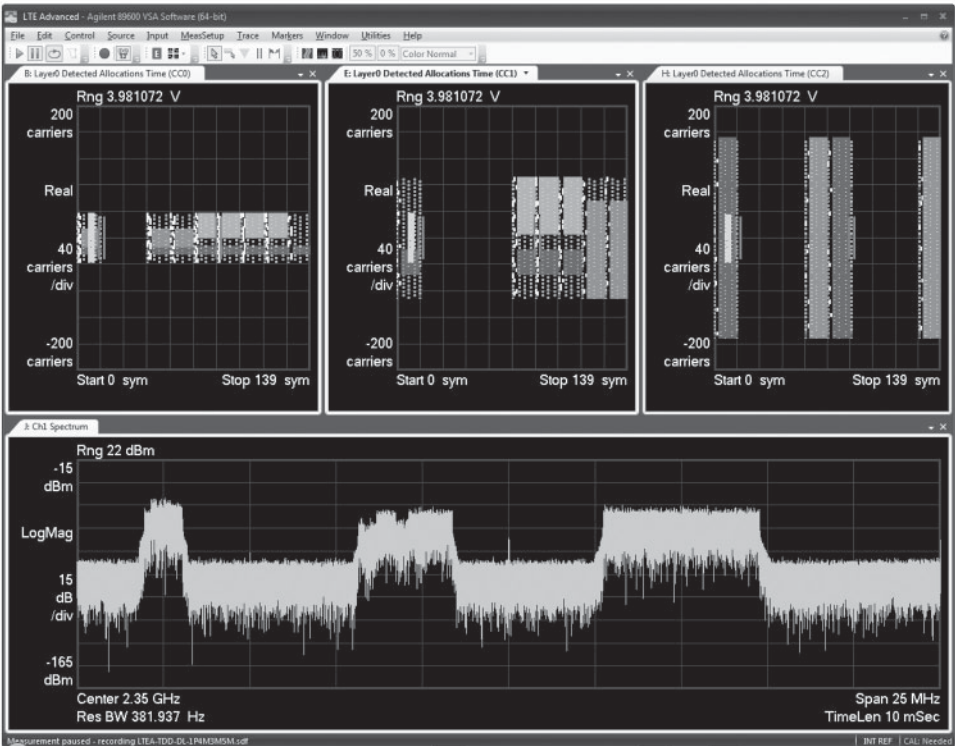 LTE Advanced - Agilent 89600 VSA Software (64-bit)
File Edit Control Source Input MeasSetup Trace Markers Window Utilities Help
50 % 0 % Color Normal
B: Layer0 Detected Allocations Time (CC0)
Rng 3.981072 V
200
carriers
Real
40
carriers
/div
-200
carriers
Start 0 sym Stop 139 sym
E: Layer0 Detected Allocations Time (CC1)
Rng 3.981072 V
200
carriers
Real
40
carriers
/div
-200
carriers
Start 0 sym Stop 139 sym
H: Layer0 Detected Allocations Time (CC2)
Rng 3.981072 V
200
carriers
Real
40
carriers
/div
-200
carriers
Start 0 sym Stop 139 sym
J: Ch1 Spectrum
Rng 22 dBm
-15
dBm
LogMag
15
dB
/div
-165
dBm
Center 2.35 GHz Span 25 MHz
Res BW 381.937 Hz TimeLen 10 mSec
Measurement paused - recording LTEA-TDD-DL-1P4M3M5M.sdf INT REF CAL: Needed